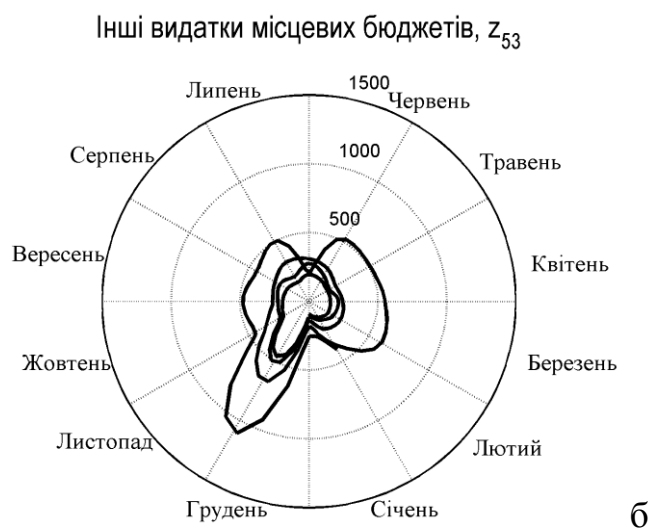 Інші видатки місцевих бюджетів, z53
1500
Липень
Червень
1000
Серпень
Травень
500
Вересень
Квітень
Жовтень
Березень
Листопад
Лютий
Грудень
Січень
б